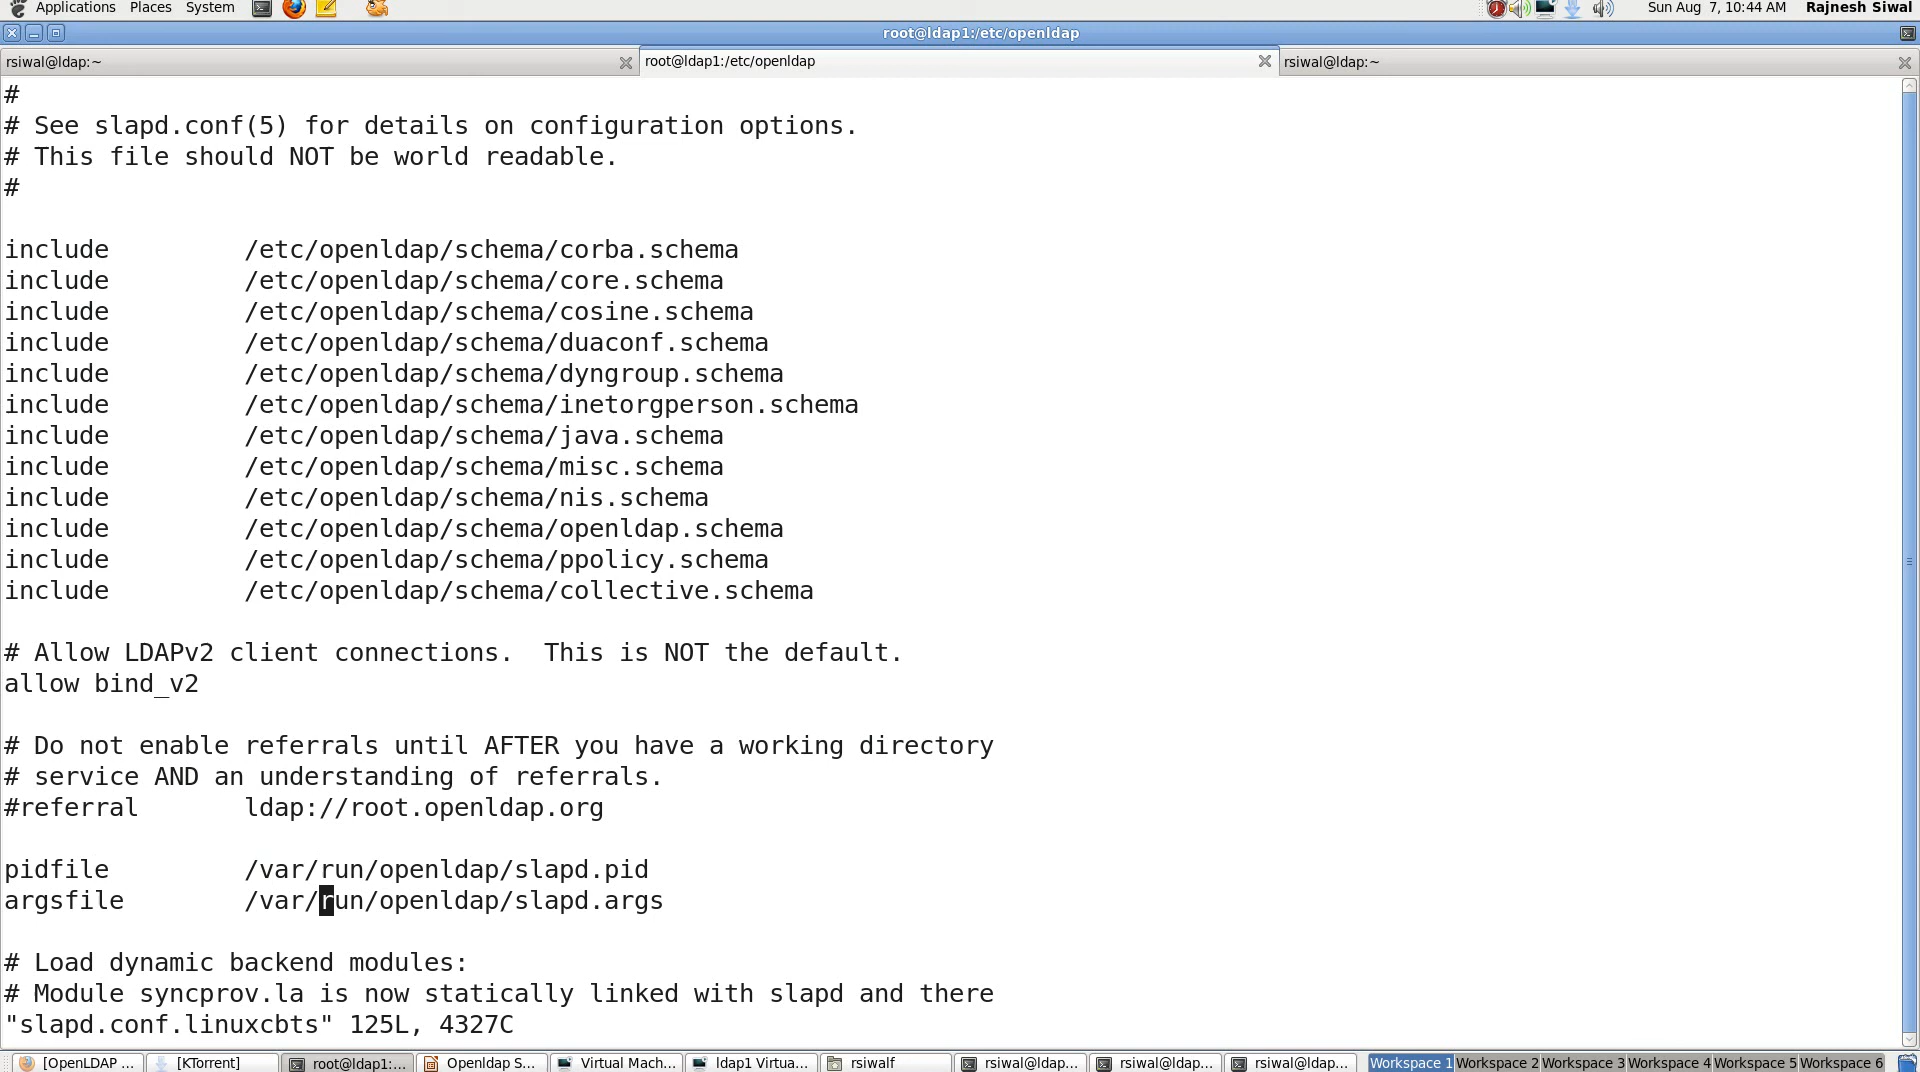 Applications Places System Sun Aug 7, 10:44 AM Rajnesh Siwal
root@ldap1:/etc/openldap
rsiwal@ldap:~ root@ldap1:/etc/openldap rsiwal@ldap:~
#
# See slapd.conf(5) for details on configuration options.
# This file should NOT be world readable.
#
include /etc/openldap/schema/corba.schema
include /etc/openldap/schema/core.schema
include /etc/openldap/schema/cosine.schema
include /etc/openldap/schema/duaconf.schema
include /etc/openldap/schema/dyngroup.schema
include /etc/openldap/schema/inetorgperson.schema
include /etc/openldap/schema/java.schema
include /etc/openldap/schema/misc.schema
include /etc/openldap/schema/nis.schema
include /etc/openldap/schema/openldap.schema
include /etc/openldap/schema/ppolicy.schema
include /etc/openldap/schema/collective.schema
# Allow LDAPv2 client connections.  This is NOT the default.
allow bind_v2
# Do not enable referrals until AFTER you have a working directory
# service AND an understanding of referrals.
#referral ldap://root.openldap.org
pidfile /var/run/openldap/slapd.pid
argsfile /var/run/openldap/slapd.args
# Load dynamic backend modules:
# Module syncprov.la is now statically linked with slapd and there
"slapd.conf.linuxcbts" 125L, 4327C
[OpenLDAP ... [KTorrent] root@ldap1:... Openldap S... Virtual Mach... ldap1 Virtua... rsiwalf rsiwal@ldap... rsiwal@ldap... rsiwal@ldap... Workspace 1 Workspace 2 Workspace 3 Workspace 4 Workspace 5 Workspace 6